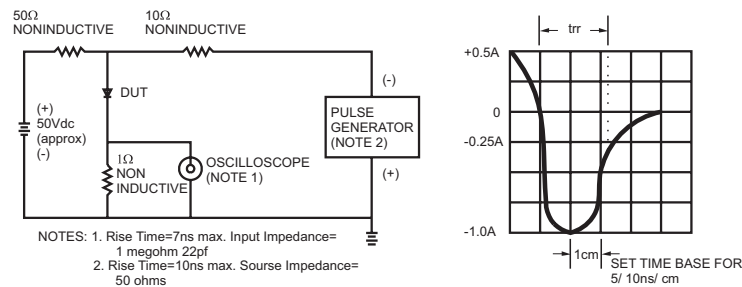 50Ω
NONINDUCTIVE
10Ω
NONINDUCTIVE
(+)
50Vdc
(approx)
(-)
DUT
1Ω
NON
INDUCTIVE
OSCILLOSCOPE
(NOTE 1)
(-)
PULSE
GENERATOR
(NOTE 2)
(+)
NOTES: 1. Rise Time=7ns max. Input Impedance=
1 megohm 22pf
2. Rise Time=10ns max. Sourse Impedance=
50 ohms
trr
+0.5A
0
-0.25A
-1.0A
1cm
SET TIME BASE FOR
5/ 10ns/ cm